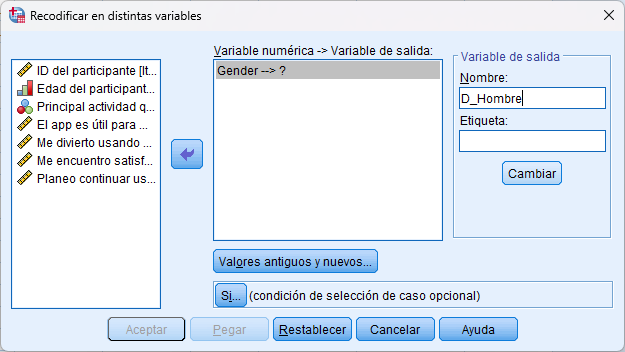 Recodificar en distintas variables
ID del participante [It...
Edad del participant...
Principal actividad q...
El app es útil para ...
Me divierto usando ...
Me encuentro satisf...
Planeo continuar us...
Variable numérica -> Variable de salida:
Gender --> ?
Valores antiguos y nuevos...
Si... (condición de selección de caso opcional)
Variable de salida
Nombre:
D_Hombre
Etiqueta:
Cambiar
Aceptar Pegar Restablecer Cancelar Ayuda